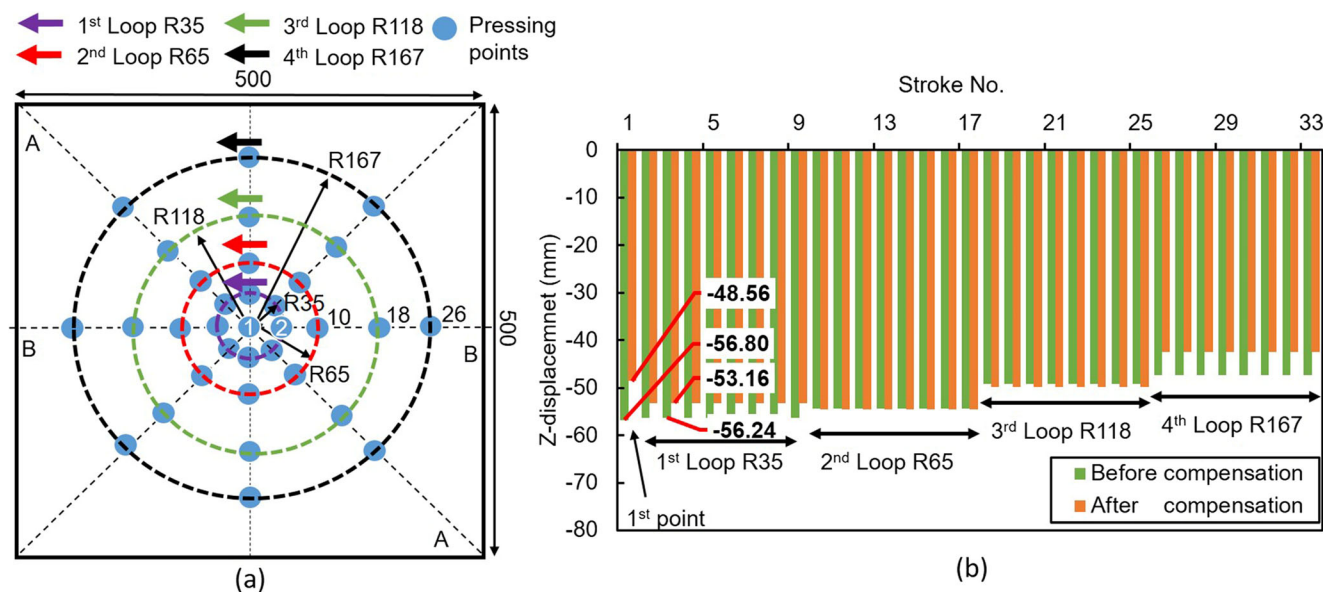 1st Loop R35
3rd Loop R118
Pressing
points
2nd Loop R65
4th Loop R167
500
A
R167
R118
R35
1
2
10
18
26
500
B
B
R65
A
(a)
Stroke No.
1 5 9 13 17 21 25 29 33
Z-displacemnet (mm)
0
-10
-20
-30
-40
-50
-60
-70
-80
-48.56
-56.80
-53.16
-56.24
1st Loop R35
2nd Loop R65
3rd Loop R118
4th Loop R167
1st point
Before compensation
After compensation
(b)